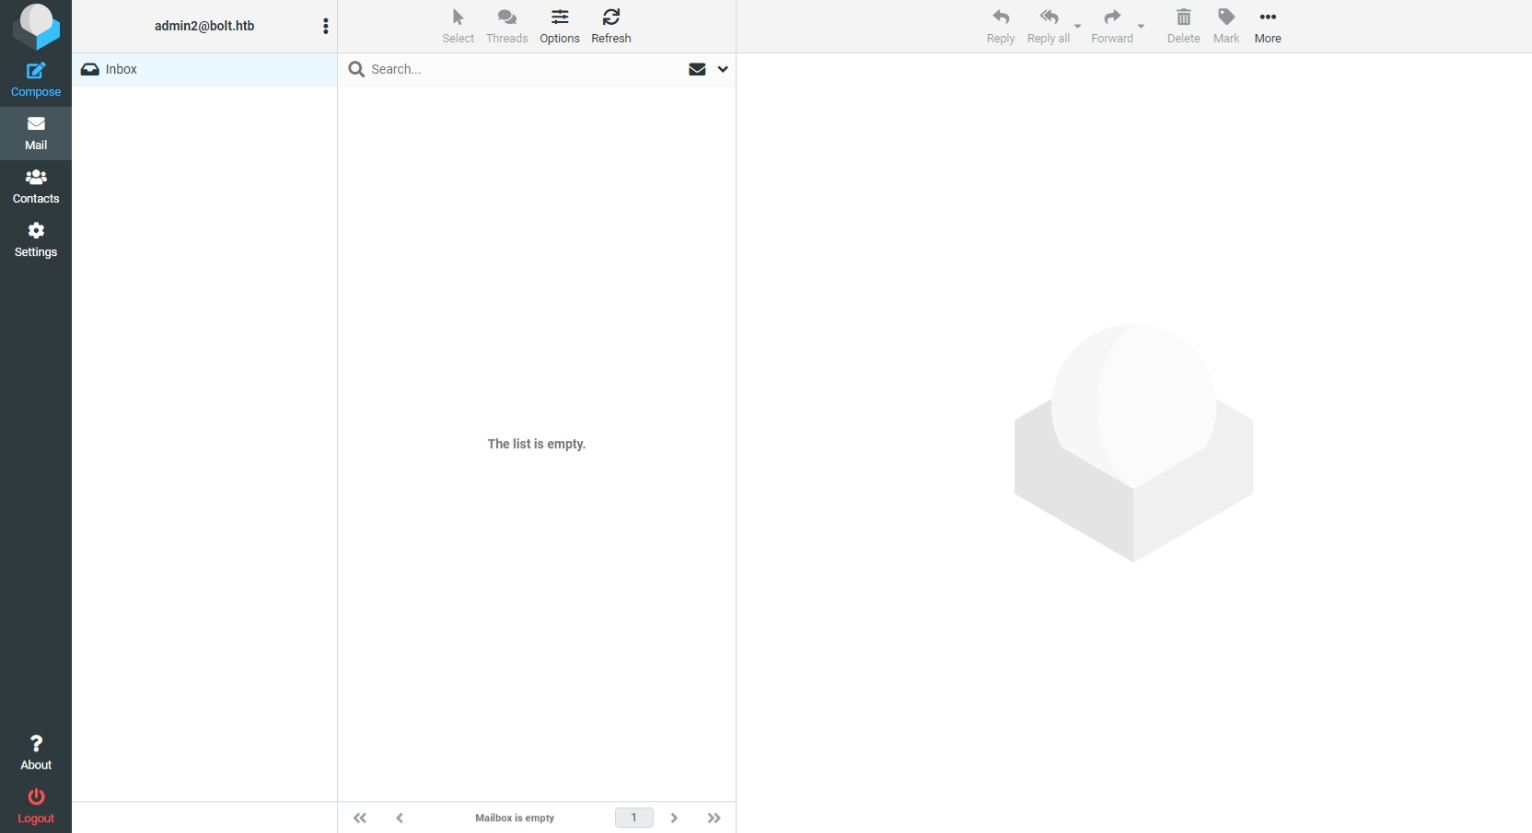 admin2@bolt.htb
Select Threads Options Refresh
Reply Reply all Forward Delete Mark More
Compose
Mail
Contacts
Settings
About
Logout
Inbox
Search...
The list is empty.
Mailbox is empty 1